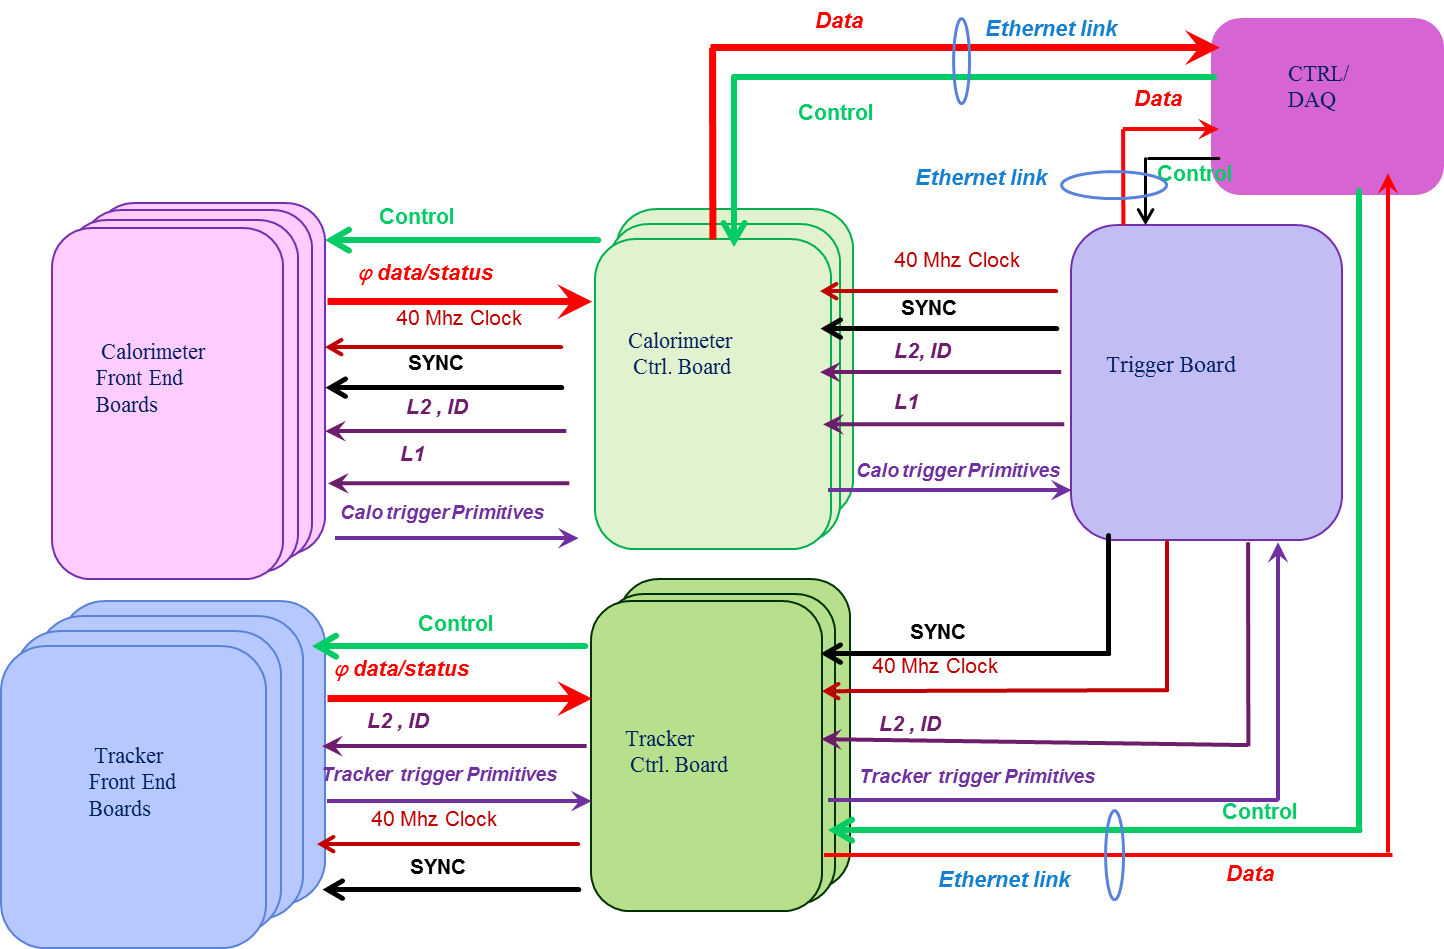 Data
Ethernet link
CTRL/
DAQ
Data
Control
Ethernet link
Control
Control
φ data/status
40 Mhz Clock
SYNC
L2 , ID
L1
Calo trigger Primitives
Calorimeter
Front End
Boards
Calorimeter
Ctrl. Board
40 Mhz Clock
SYNC
L2, ID
L1
Calo trigger Primitives
Trigger Board
Control
φ data/status
L2 , ID
Tracker trigger Primitives
40 Mhz Clock
SYNC
Tracker
Front End
Boards
Tracker
Ctrl. Board
SYNC
40 Mhz Clock
L2 , ID
Tracker trigger Primitives
Control
Ethernet link
Data